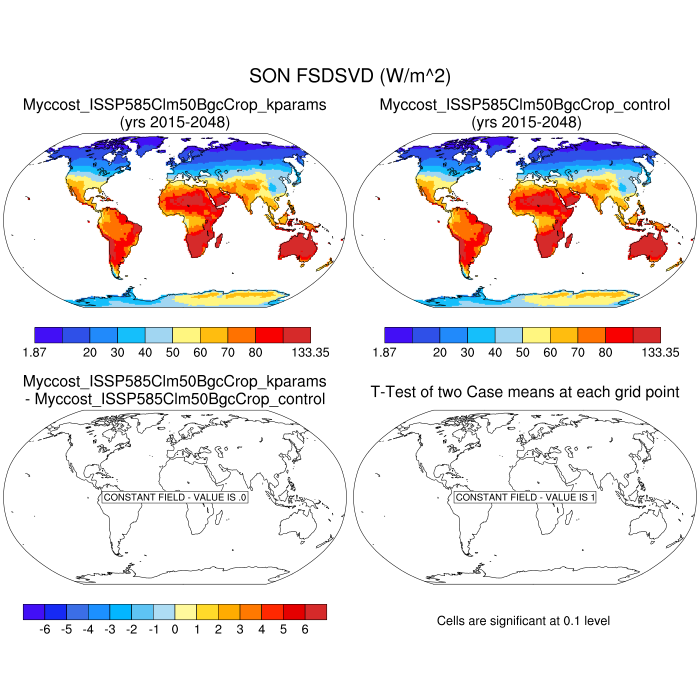 SON FSDSVD (W/m^2)
Myccost_ISSP585Clm50BgcCrop_kparams
(yrs 2015-2048)
Myccost_ISSP585Clm50BgcCrop_control
(yrs 2015-2048)
1.87 20 30 40 50 60 70 80 133.35
1.87 20 30 40 50 60 70 80 133.35
Myccost_ISSP585Clm50BgcCrop_kparams
- Myccost_ISSP585Clm50BgcCrop_control
T-Test of two Case means at each grid point
CONSTANT FIELD - VALUE IS .0
CONSTANT FIELD - VALUE IS 1
-6 -5 -4 -3 -2 -1 0 1 2 3 4 5 6
Cells are significant at 0.1 level